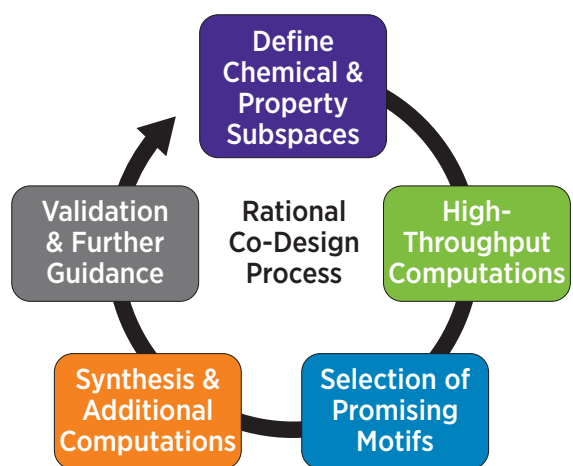 Define
Chemical &
Property
Subspaces
High-
Throughput
Computations
Selection of
Promising
Motifs
Synthesis &
Additional
Computations
Validation
& Further
Guidance
Rational
Co-Design
Process